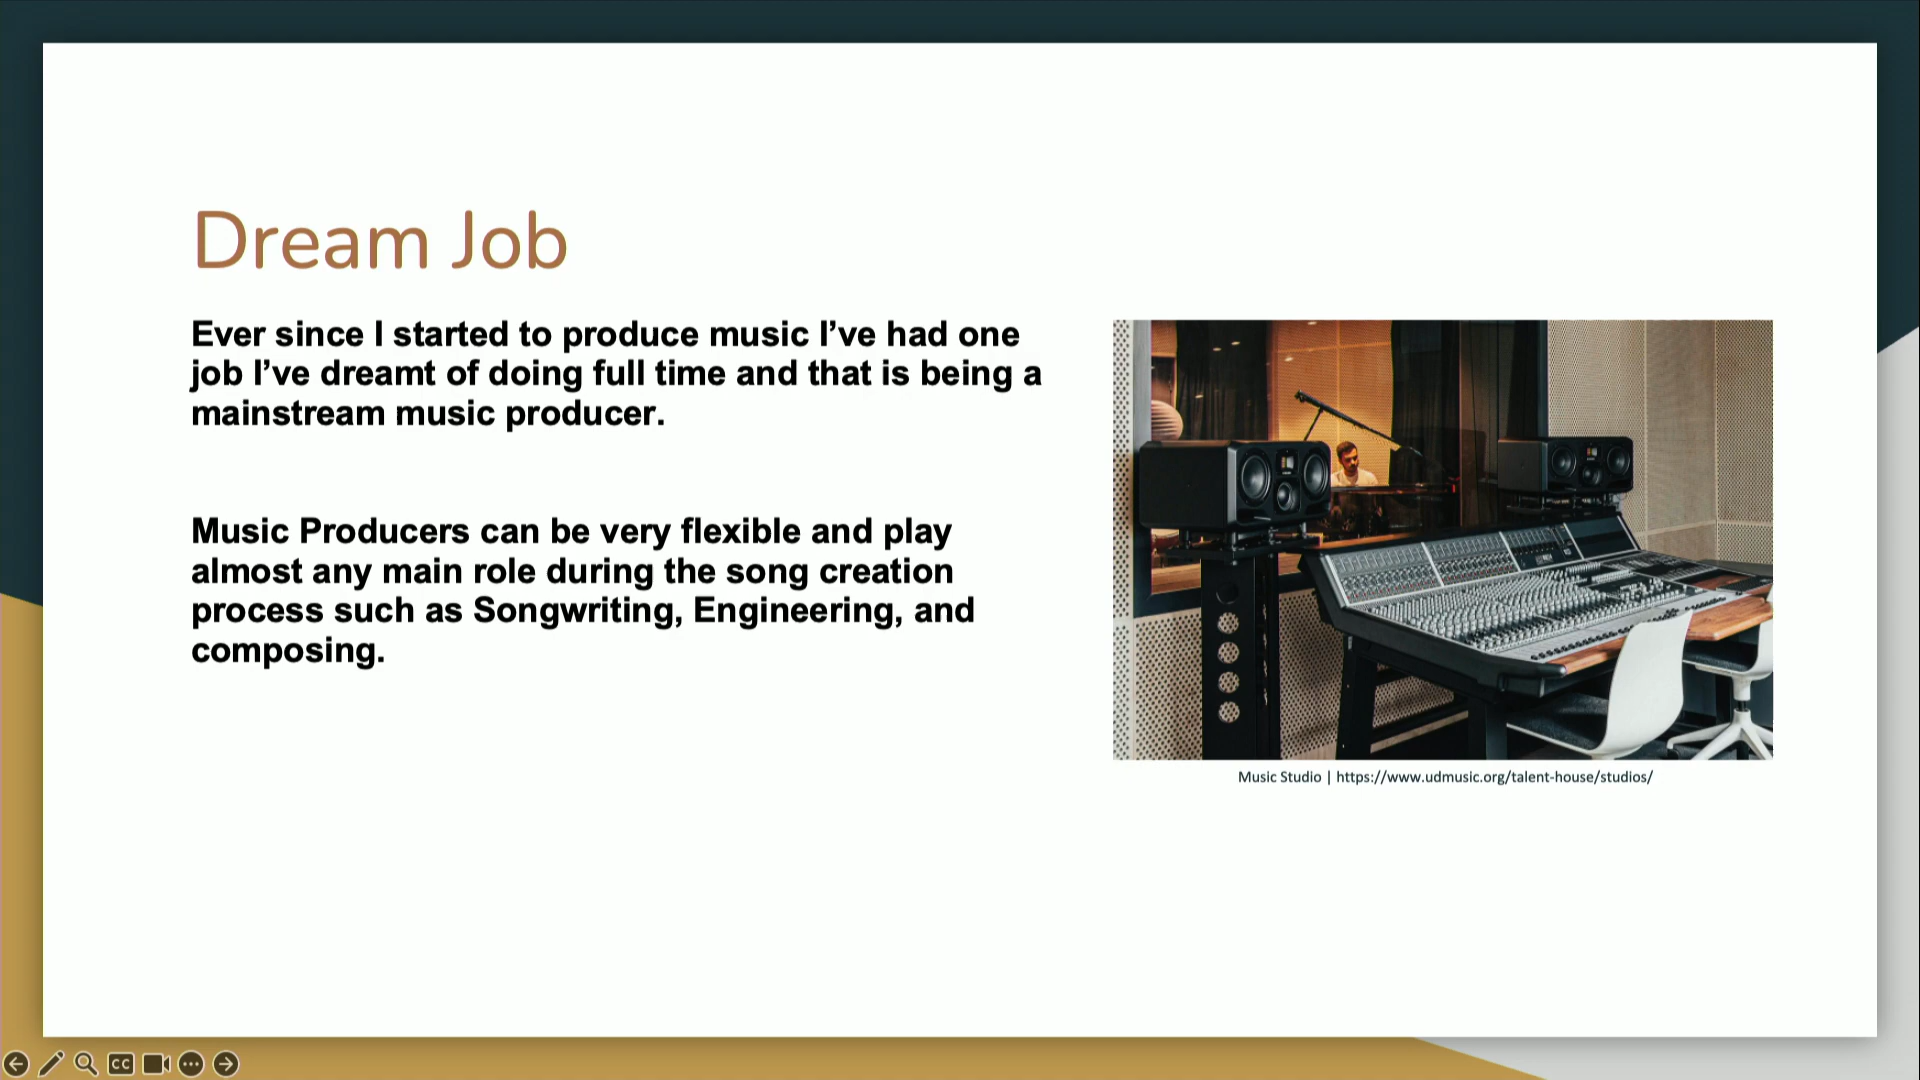 Dream Job
Ever since I started to produce music I’ve had one
job I’ve dreamt of doing full time and that is being a
mainstream music producer.
Music Producers can be very flexible and play
almost any main role during the song creation
process such as Songwriting, Engineering, and
composing.
Music Studio | https://www.udmusic.org/talent-house/studios/
CC